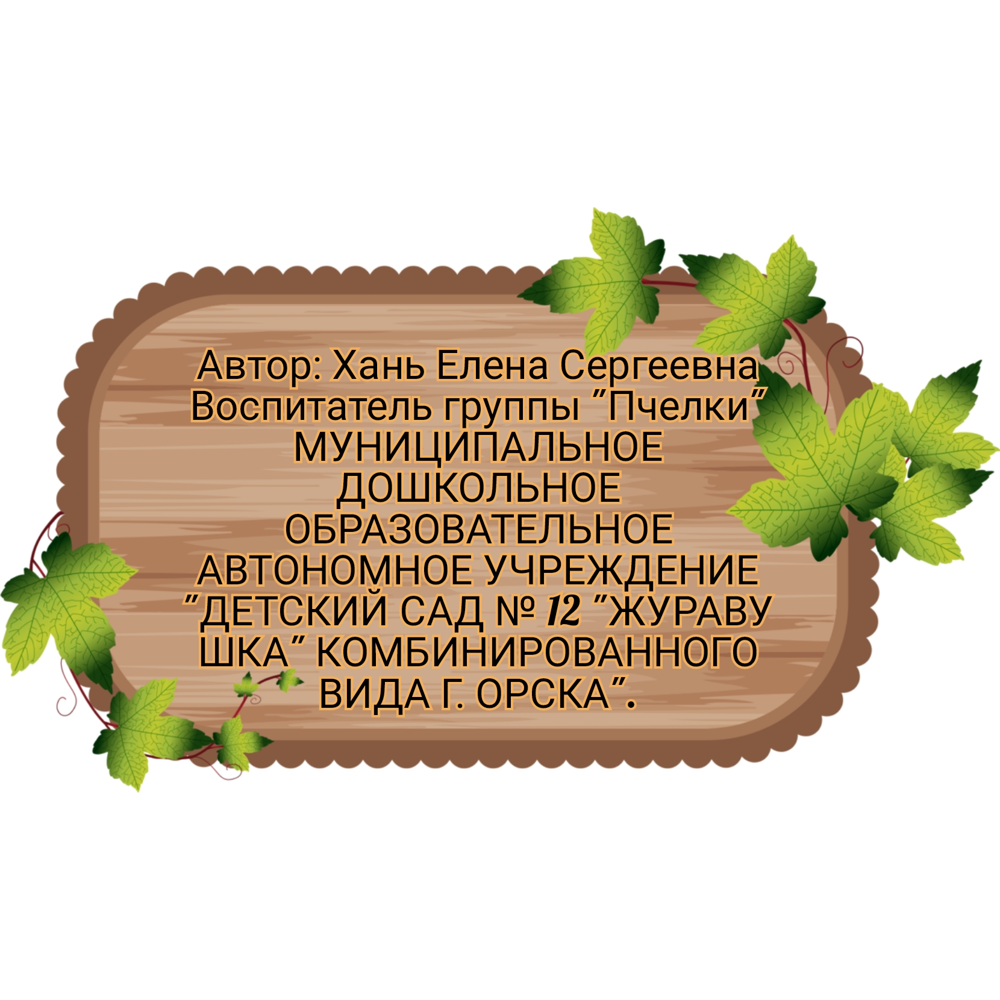 Автор: Хань Елена Сергеевна
Воспитатель группы "Пчелки"
МУНИЦИПАЛЬНОЕ
ДОШКОЛЬНОЕ
ОБРАЗОВАТЕЛЬНОЕ
АВТОНОМНОЕ УЧРЕЖДЕНИЕ
"ДЕТСКИЙ САД № 12 "ЖУРАВУ
ШКА" КОМБИНИРОВАННОГО
ВИДА Г. ОРСКА".